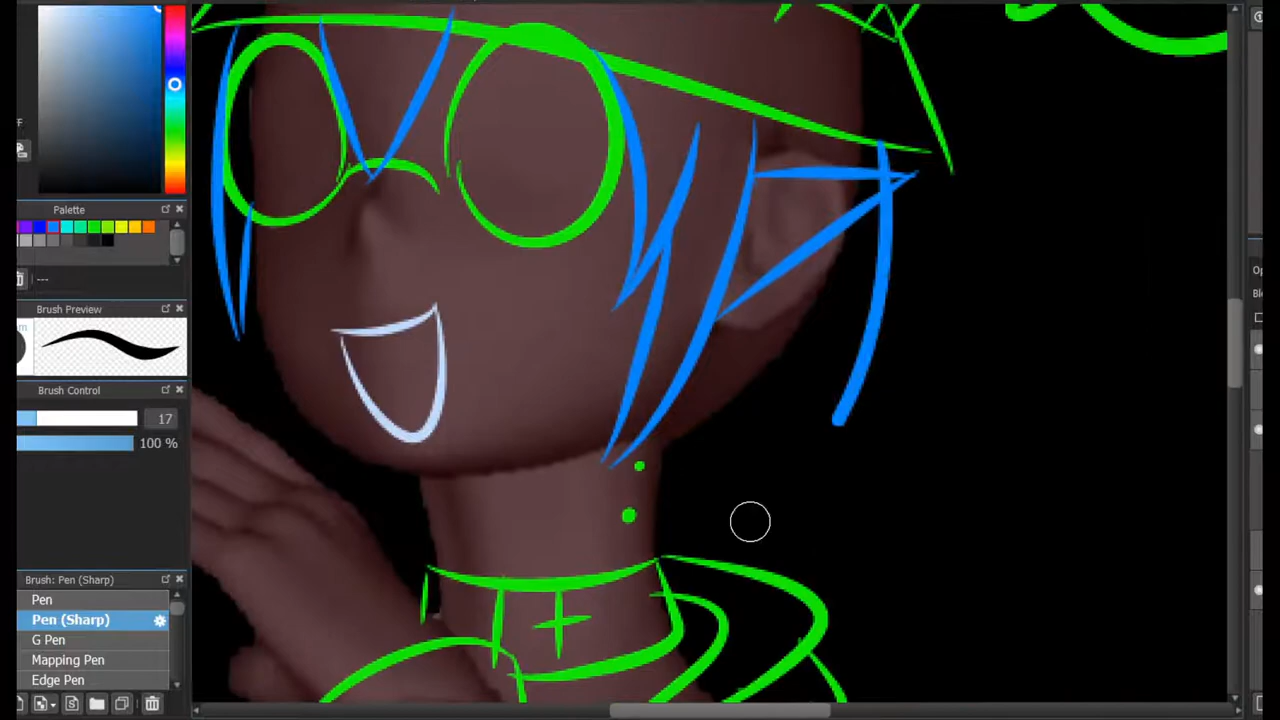 Palette
---
Brush Preview
Brush Control
17
100 %
Brush: Pen (Sharp)
Pen
Pen (Sharp)
G Pen
Mapping Pen
Edge Pen